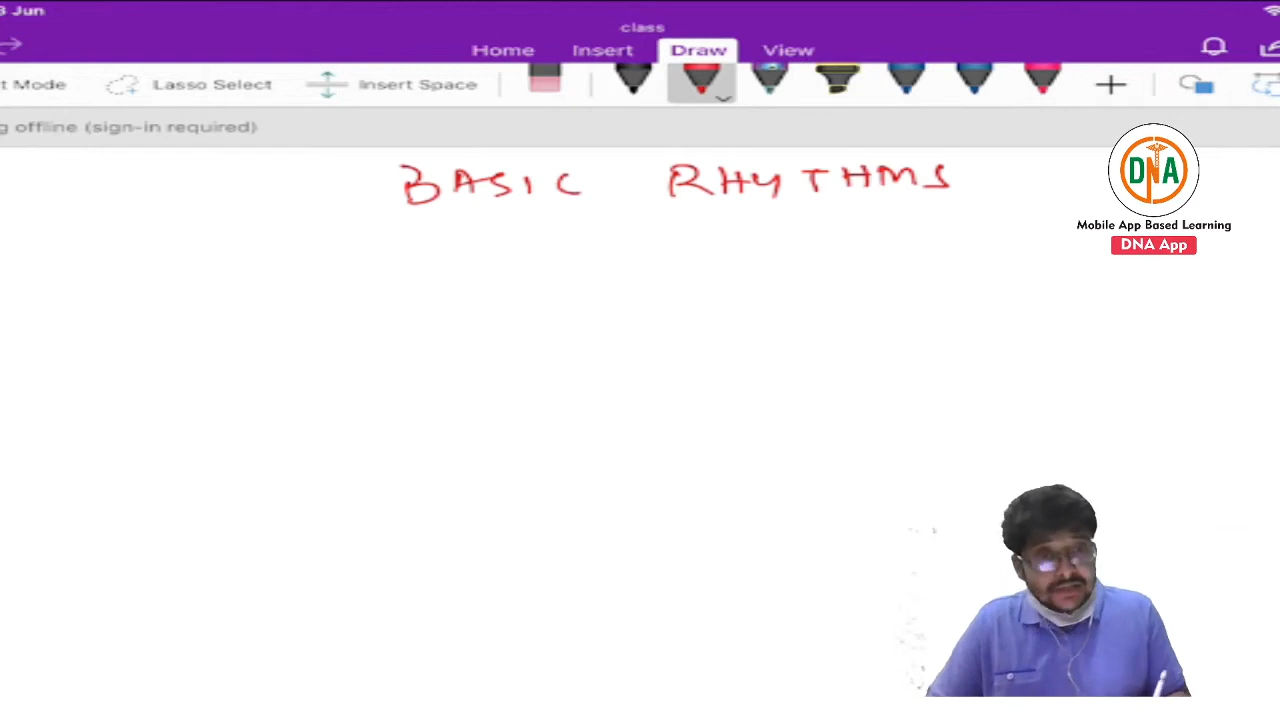 3 Jun
class
Home Insert Draw View
t Mode Lasso Select Insert Space
g offline (sign-in required)
BASIC RHYTHMS
DNA
Mobile App Based Learning
DNA App